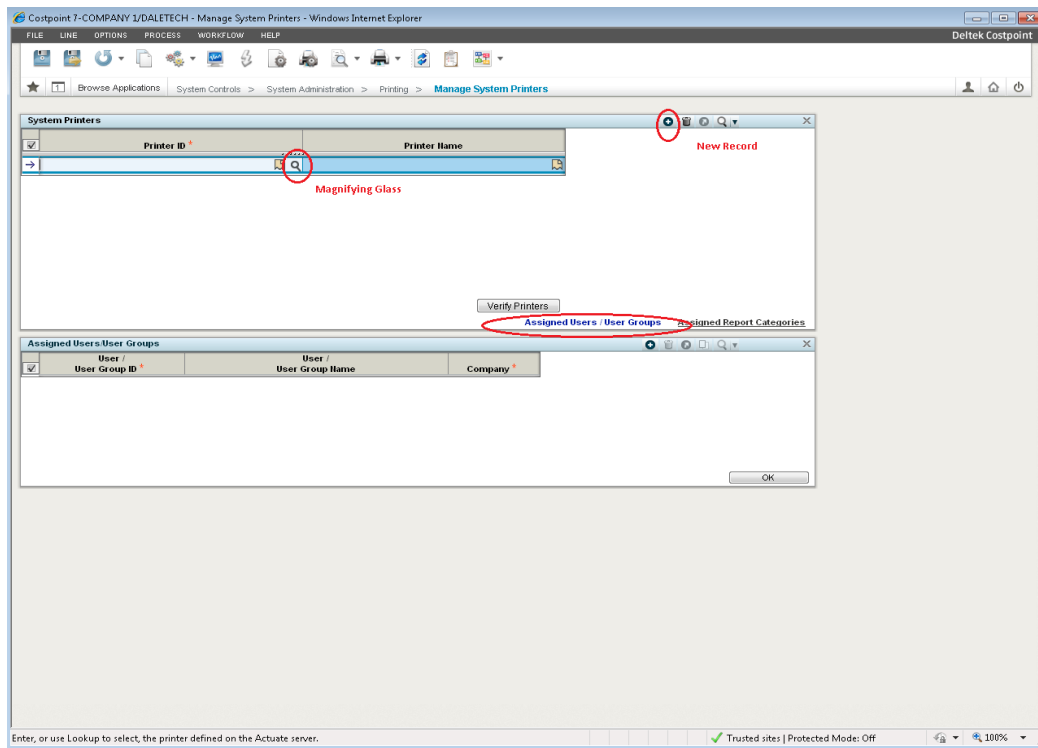 Costpoint 7-COMPANY 1/DALETECH - Manage System Printers - Windows Internet Explorer
FILE LINE OPTIONS PROCESS WORKFLOW HELP Deltek Costpoint
1 Browse Applications System Controls > System Administration > Printing > Manage System Printers
System Printers
Printer ID * Printer Name
New Record
Magnifying Glass
Verify Printers
Assigned Users / User Groups Assigned Report Categories
Assigned Users/User Groups
User / User /
User Group ID * User Group Name Company *
OK
Enter, or use Lookup to select, the printer defined on the Actuate server. Trusted sites | Protected Mode: Off 100%